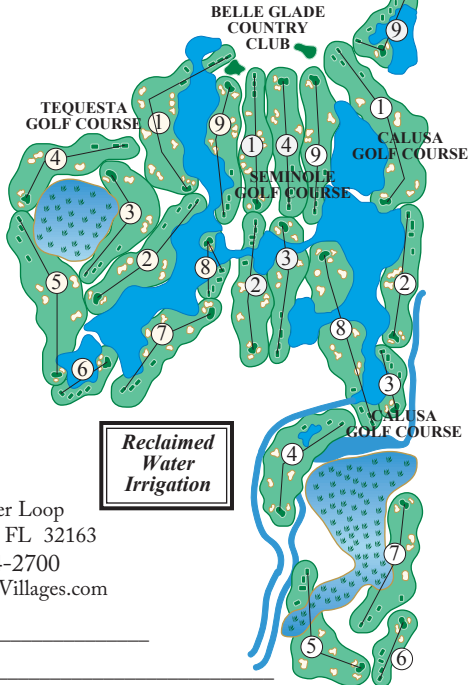 BELLE GLADE
COUNTRY
CLUB
9
TEQUESTA
GOLF COURSE
1
9
1
4
9
1
CALUSA
GOLF COURSE
SEMINOLE
GOLF COURSE
4
3
2
5
8
2
3
2
7
8
6
3
CALUSA
GOLF COURSE
4
Reclaimed
Water
Irrigation
er Loop
FL 32163
-2700
Villages.com
7
5
6